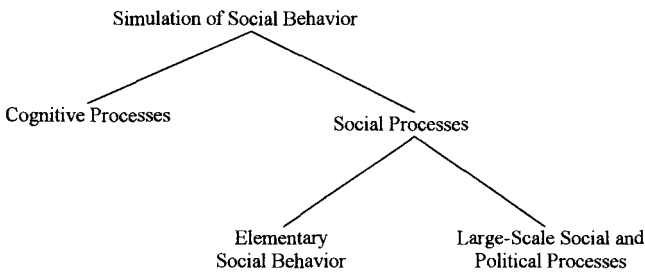 Simulation of Social Behavior
Cognitive Processes
Social Processes
Elementary
Social Behavior
Large-Scale Social and
Political Processes